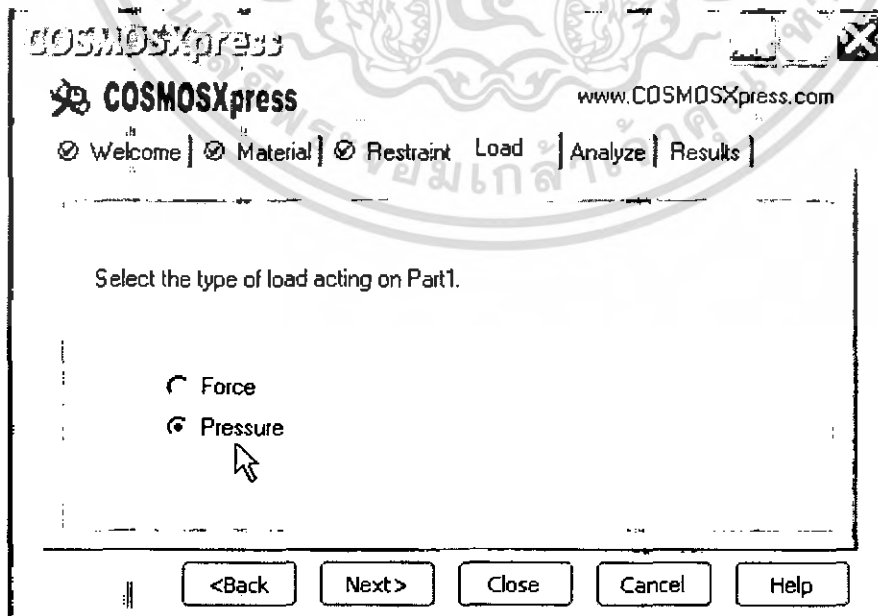 COSMOSXpress
COSMOSXpress www.COSMOSXpress.com
Welcome Material Restraint Load Analyze Results
Select the type of load acting on Part1.
Force
Pressure
<Back Next> Close Cancel Help